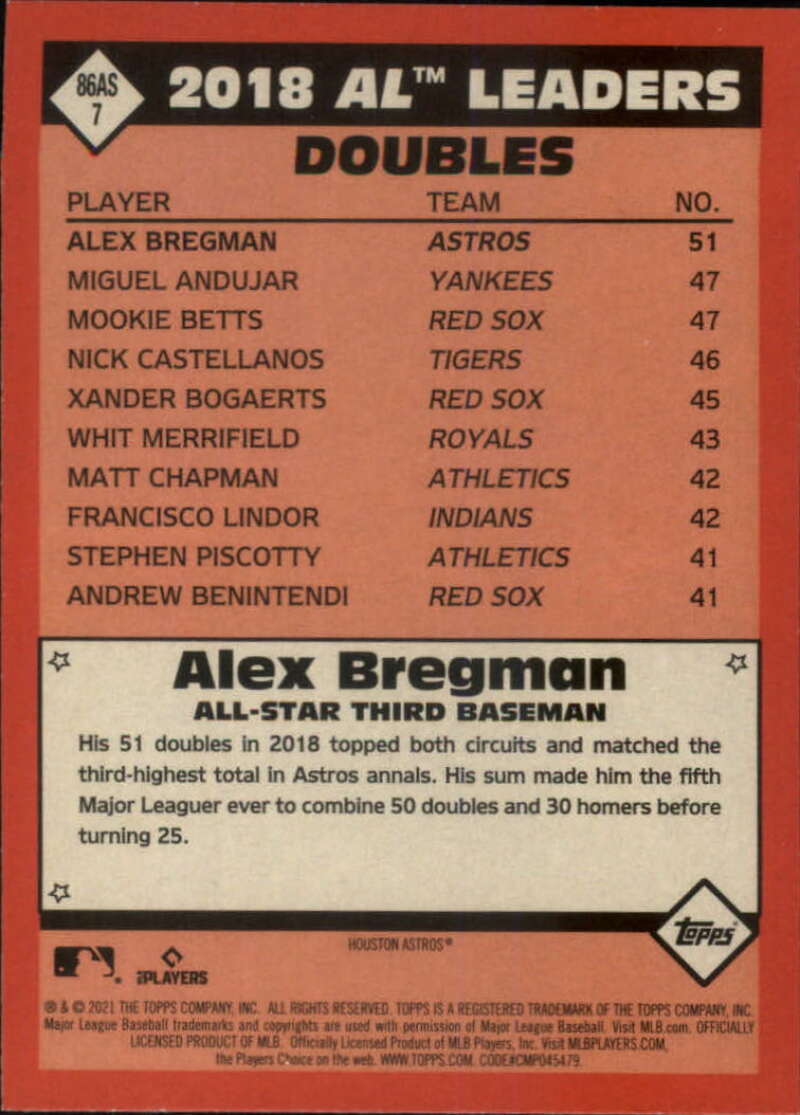 86AS
7
2018 AL™ LEADERS
DOUBLES
PLAYER TEAM NO.
ALEX BREGMAN ASTROS 51
MIGUEL ANDUJAR YANKEES 47
MOOKIE BETTS RED SOX 47
NICK CASTELLANOS TIGERS 46
XANDER BOGAERTS RED SOX 45
WHIT MERRIFIELD ROYALS 43
MATT CHAPMAN ATHLETICS 42
FRANCISCO LINDOR INDIANS 42
STEPHEN PISCOTTY ATHLETICS 41
ANDREW BENINTENDI RED SOX 41
Alex Bregman
ALL-STAR THIRD BASEMAN
His 51 doubles in 2018 topped both circuits and matched the
third-highest total in Astros annals. His sum made him the fifth
Major Leaguer ever to combine 50 doubles and 30 homers before
turning 25.
Topps®
HOUSTON ASTROS®
PLAYERS
® & © 2021 THE TOPPS COMPANY, INC. ALL RIGHTS RESERVED. TOPPS IS A REGISTERED TRADEMARK OF THE TOPPS COMPANY, INC.
Major League Baseball trademarks and copyrights are used with permission of Major League Baseball. Visit MLB.com. OFFICIALLY
LICENSED PRODUCT OF MLB. Officially Licensed Product of MLB Players, Inc. Visit MLBPLAYERS.COM,
the Players Choice on the web. WWW.TOPPS.COM. CODE#CMP045479